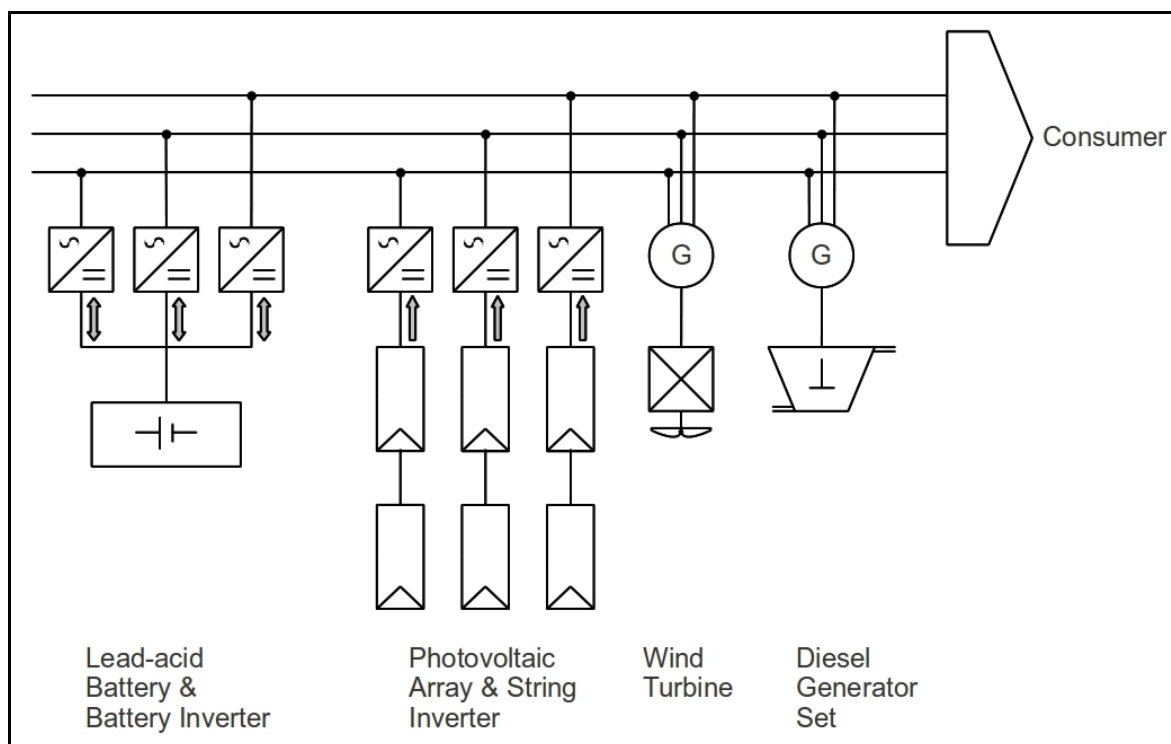 Consumer
G
G
Lead-acid
Battery &
Battery Inverter
Photovoltaic
Array & String
Inverter
Wind
Turbine
Diesel
Generator
Set